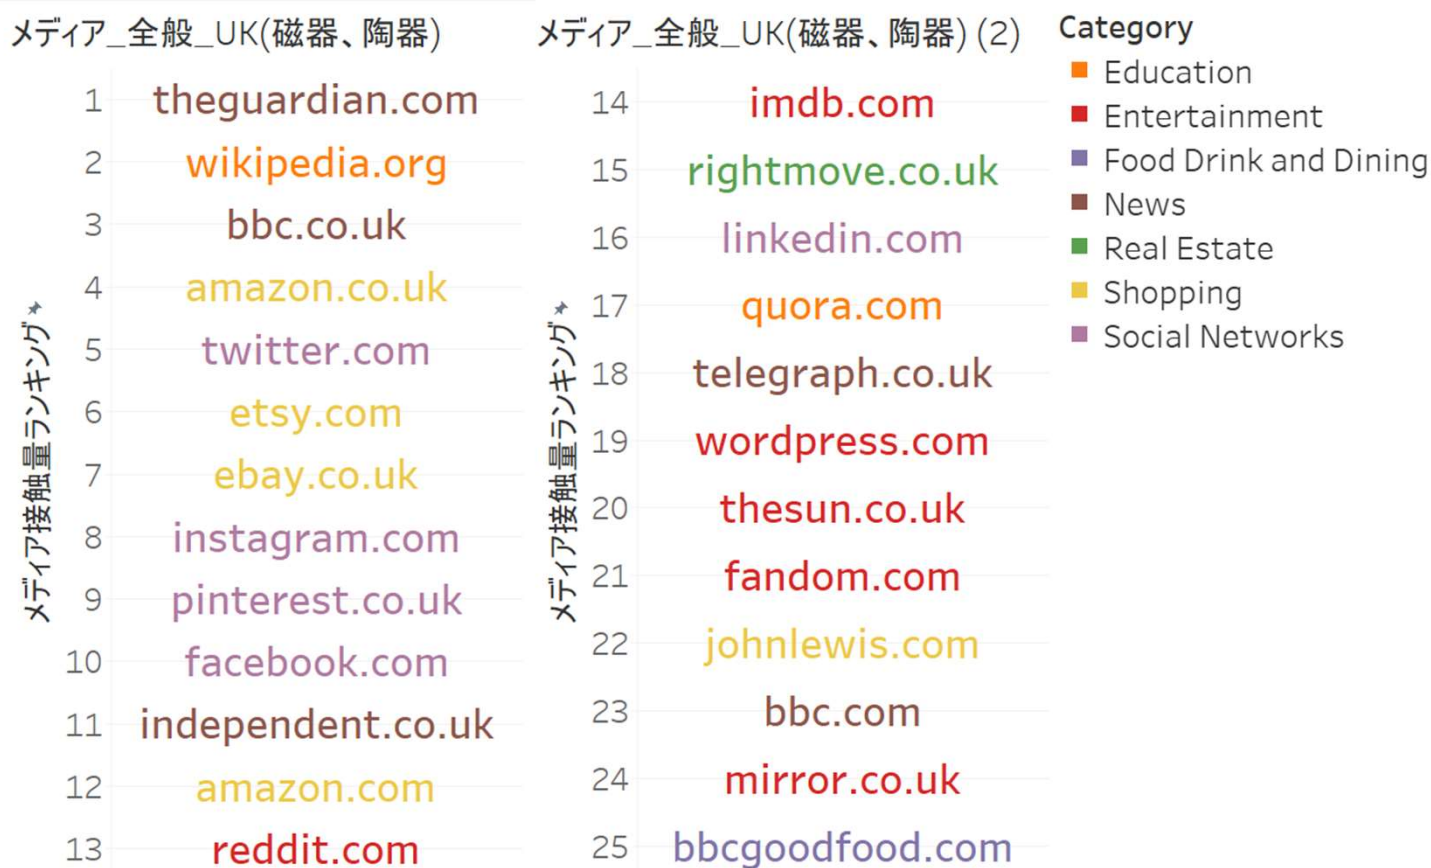 メディア_全般_UK(磁器、陶器)
メディア接触量ランキング
1 theguardian.com
2 wikipedia.org
3 bbc.co.uk
4 amazon.co.uk
5 twitter.com
6 etsy.com
7 ebay.co.uk
8 instagram.com
9 pinterest.co.uk
10 facebook.com
11 independent.co.uk
12 amazon.com
13 reddit.com
メディア_全般_UK(磁器、陶器) (2)
メディア接触量ランキング
14 imdb.com
15 rightmove.co.uk
16 linkedin.com
17 quora.com
18 telegraph.co.uk
19 wordpress.com
20 thesun.co.uk
21 fandom.com
22 johnlewis.com
23 bbc.com
24 mirror.co.uk
25 bbcgoodfood.com
Category
Education
Entertainment
Food Drink and Dining
News
Real Estate
Shopping
Social Networks